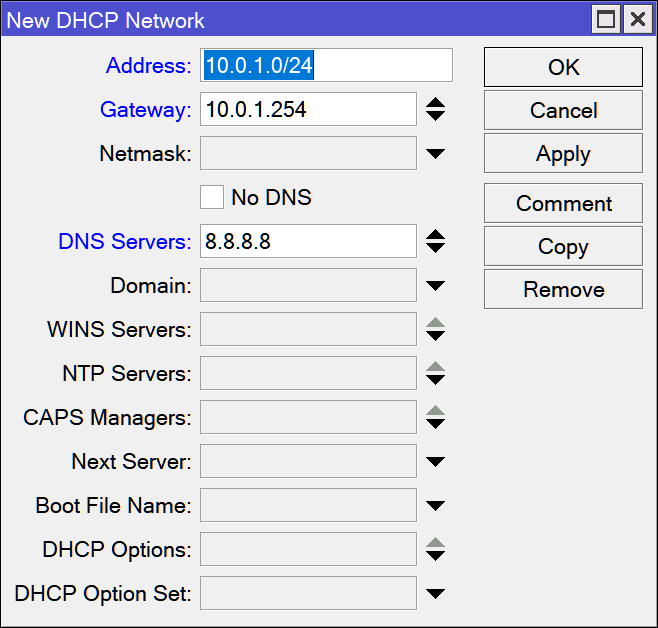 New DHCP Network
Address: 10.0.1.0/24
OK
Gateway: 10.0.1.254
Cancel
Netmask:
Apply
No DNS
Comment
DNS Servers: 8.8.8.8
Copy
Domain:
Remove
WINS Servers:
NTP Servers:
CAPS Managers:
Next Server:
Boot File Name:
DHCP Options:
DHCP Option Set: